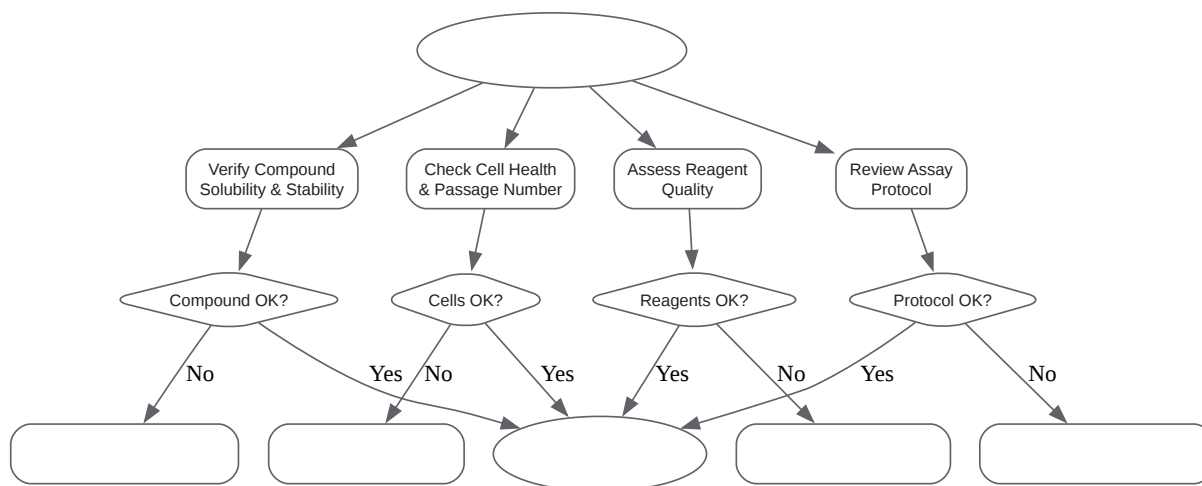 Verify Compound
Solubility & Stability
Check Cell Health
& Passage Number
Assess Reagent
Quality
Review Assay
Protocol
Compound OK?
Cells OK?
Reagents OK?
Protocol OK?
No
Yes
No
Yes
Yes
No
Yes
No